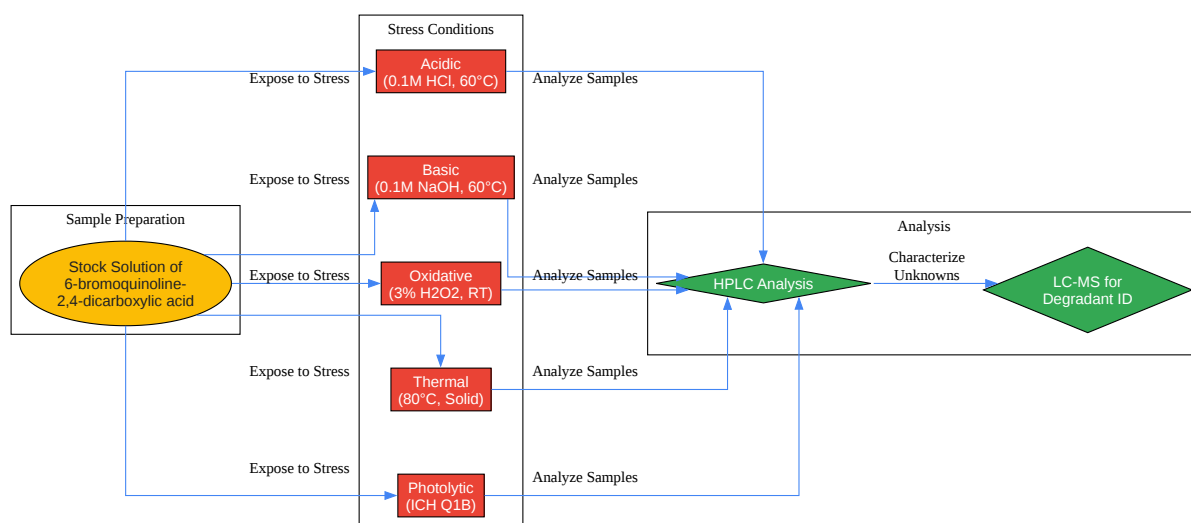 Stress Conditions
Expose to Stress
Acidic
(0.1M HCl, 60°C)
Analyze Samples
Expose to Stress
Basic
(0.1M NaOH, 60°C)
Analyze Samples
Sample Preparation
Stock Solution of
6-bromoquinoline-
2,4-dicarboxylic acid
Expose to Stress
Oxidative
(3% H2O2, RT)
Analyze Samples
Analysis
HPLC Analysis
Characterize
Unknowns
LC-MS for
Degradant ID
Expose to Stress
Thermal
(80°C, Solid)
Analyze Samples
Expose to Stress
Photolytic
(ICH Q1B)
Analyze Samples